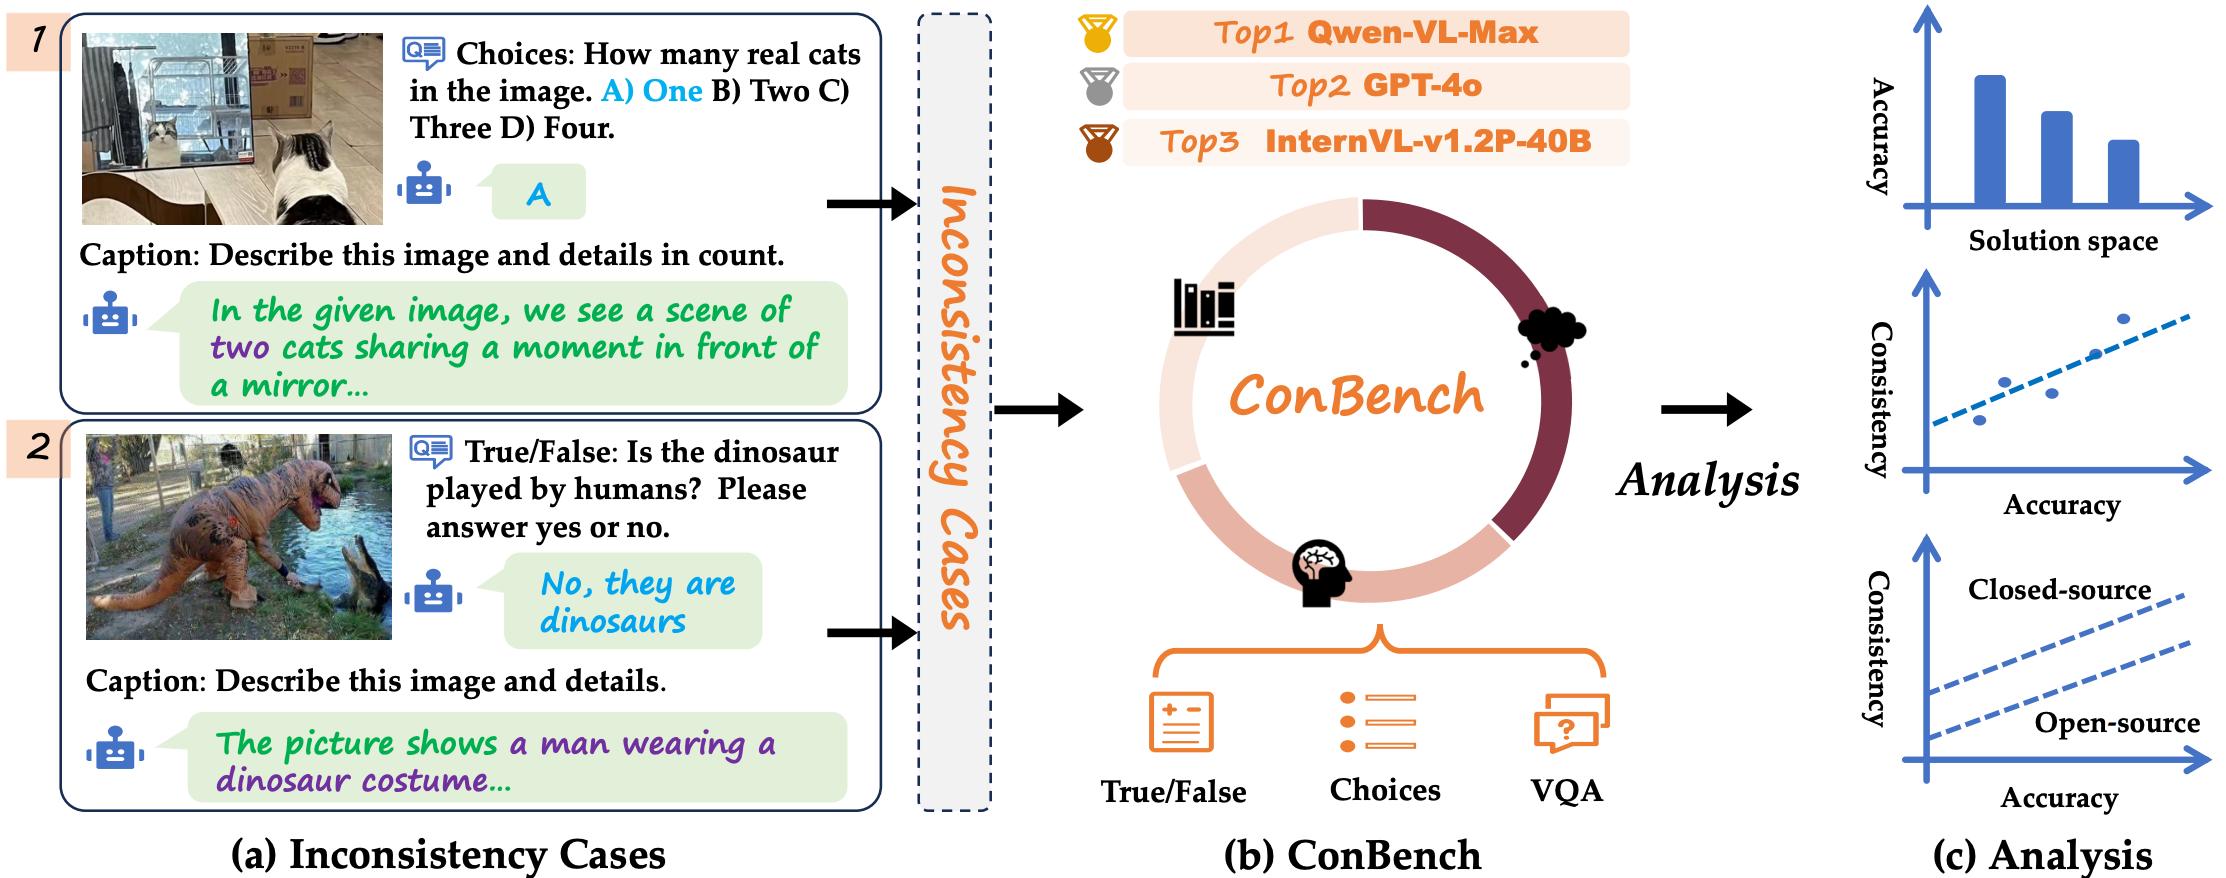 1
Choices: How many real cats
in the image. A) One B) Two C)
Three D) Four.
A
Caption: Describe this image and details in count.
In the given image, we see a scene of
two cats sharing a moment in front of
a mirror...
2
True/False: Is the dinosaur
played by humans? Please
answer yes or no.
No, they are
dinosaurs
Caption: Describe this image and details.
The picture shows a man wearing a
dinosaur costume...
(a) Inconsistency Cases
Inconsistency Cases
Top1 Qwen-VL-Max
Top2 GPT-4o
Top3 InternVL-v1.2P-40B
ConBench
True/False
Choices
VQA
(b) ConBench
Analysis
Accuracy
Solution space
Consistency
Accuracy
Consistency
Closed-source
Open-source
Accuracy
(c) Analysis